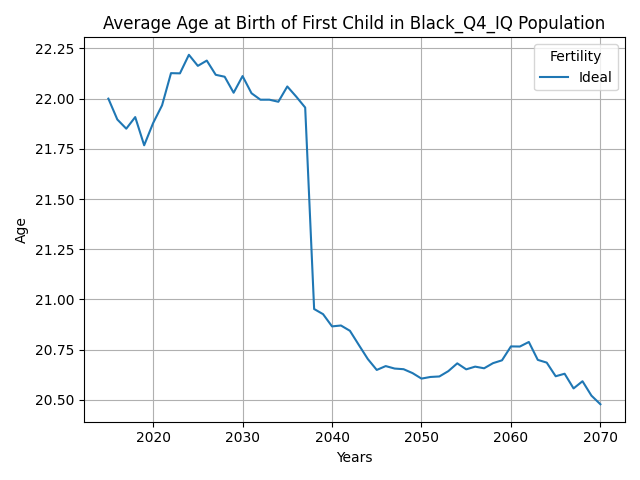 Average Age at Birth of First Child in Black_Q4_IQ Population
Fertility
Ideal
22.25
22.00
21.75
21.50
21.25
21.00
20.75
20.50
Age
2020 2030 2040 2050 2060 2070
Years